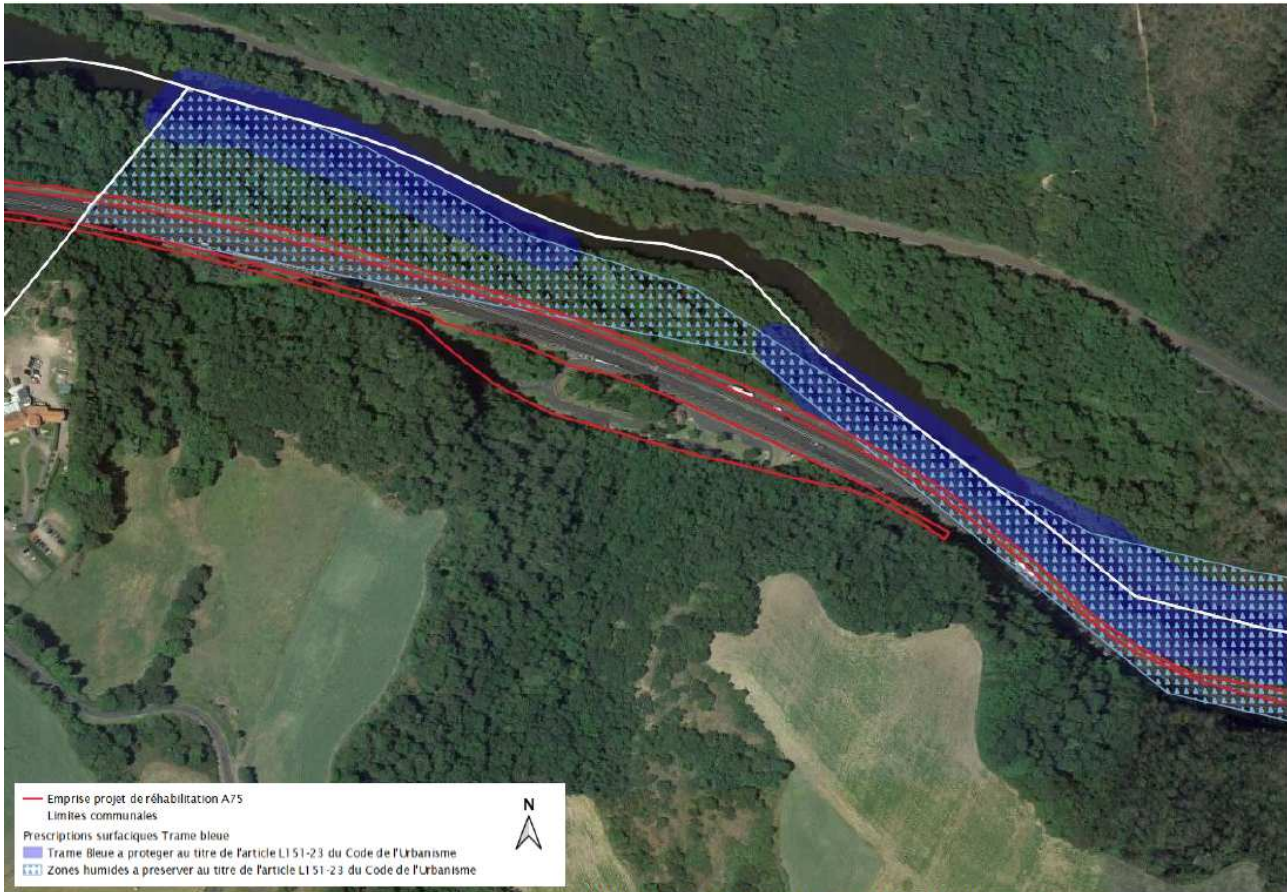 Emprise projet de réhabilitation A75
Limites communales
Prescriptions surfaciques Trame bleue
Trame Bleue a proteger au titre de l'article L151-23 du Code de l'Urbanisme
Zones humides a preserver au titre de l'article L151-23 du Code de l'Urbanisme
N